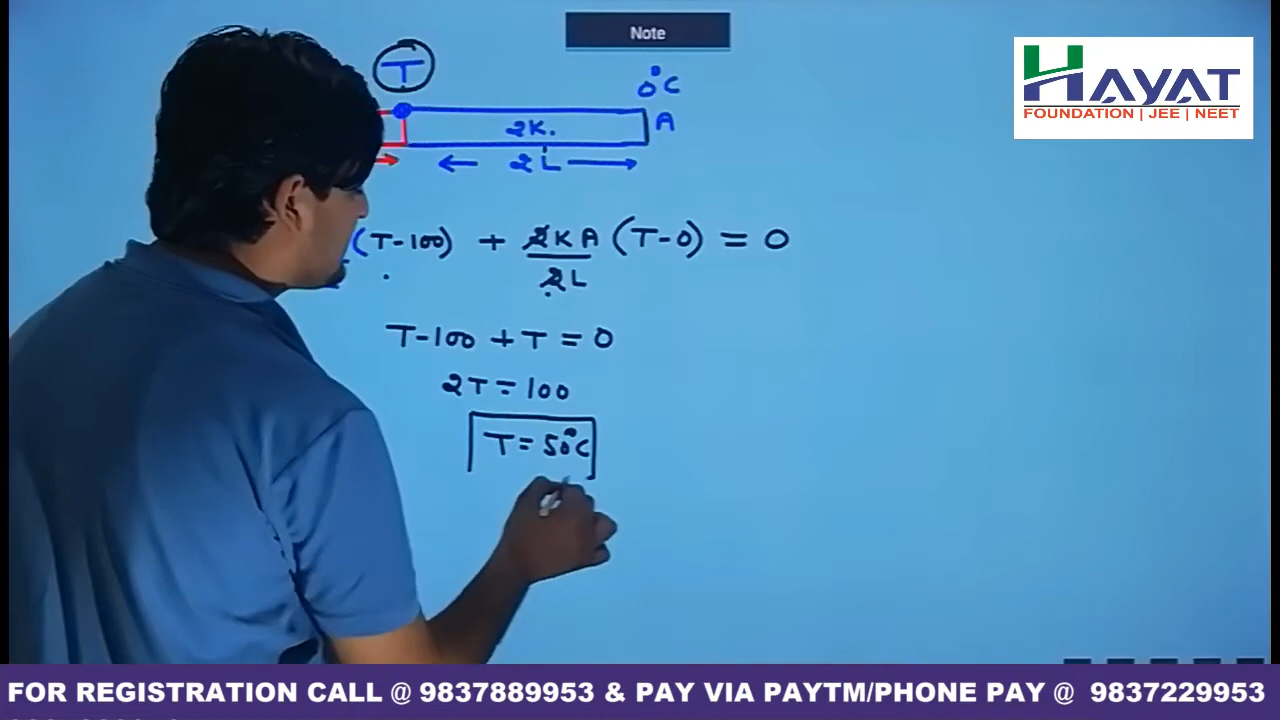 Note
HAYAT
FOUNDATION | JEE | NEET
T
0°C
2K.
A
← 2L →
(T-100) + 2KA/2L (T-0) = 0
T-100 + T = 0
2T = 100
T = 50°C
FOR REGISTRATION CALL @ 9837889953 & PAY VIA PAYTM/PHONE PAY @ 9837229953